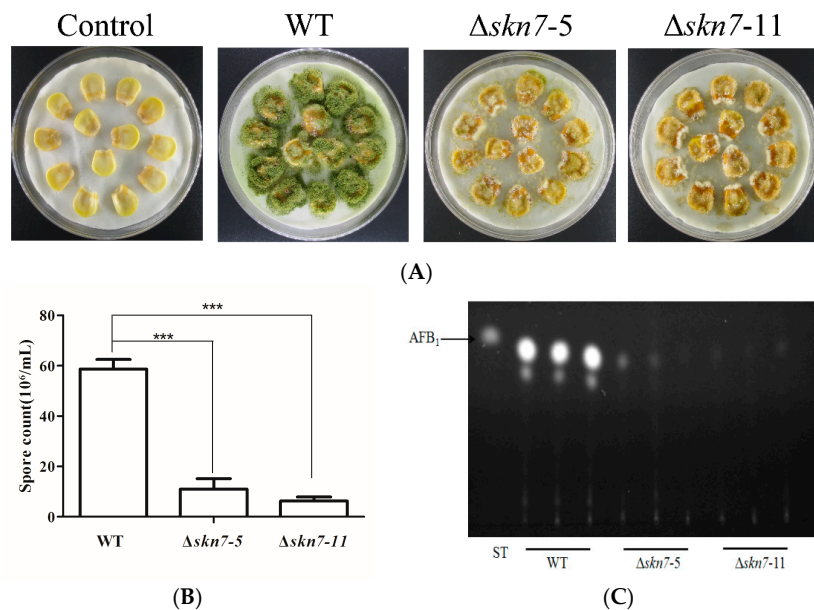 Control WT Δskn7-5 Δskn7-11
(A)
80
60
40
20
0
Spore count(10⁶/mL)
***
***
WT Δskn7-5 Δskn7-11
(B)
AFB₁
ST WT Δskn7-5 Δskn7-11
(C)